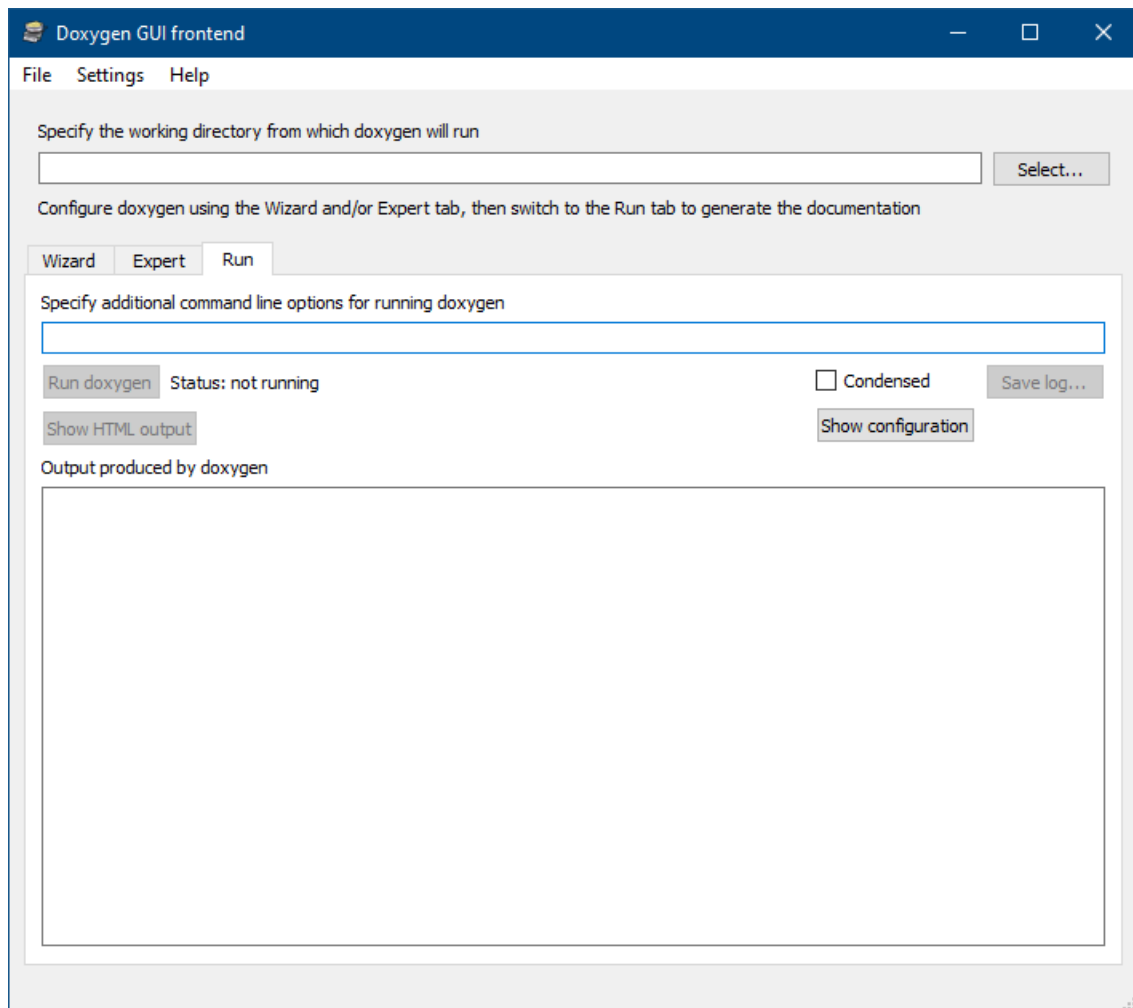 Doxygen GUI frontend
File Settings Help
Specify the working directory from which doxygen will run
Select...
Configure doxygen using the Wizard and/or Expert tab, then switch to the Run tab to generate the documentation
Wizard Expert Run
Specify additional command line options for running doxygen
Run doxygen Status: not running Condensed Save log...
Show HTML output Show configuration
Output produced by doxygen